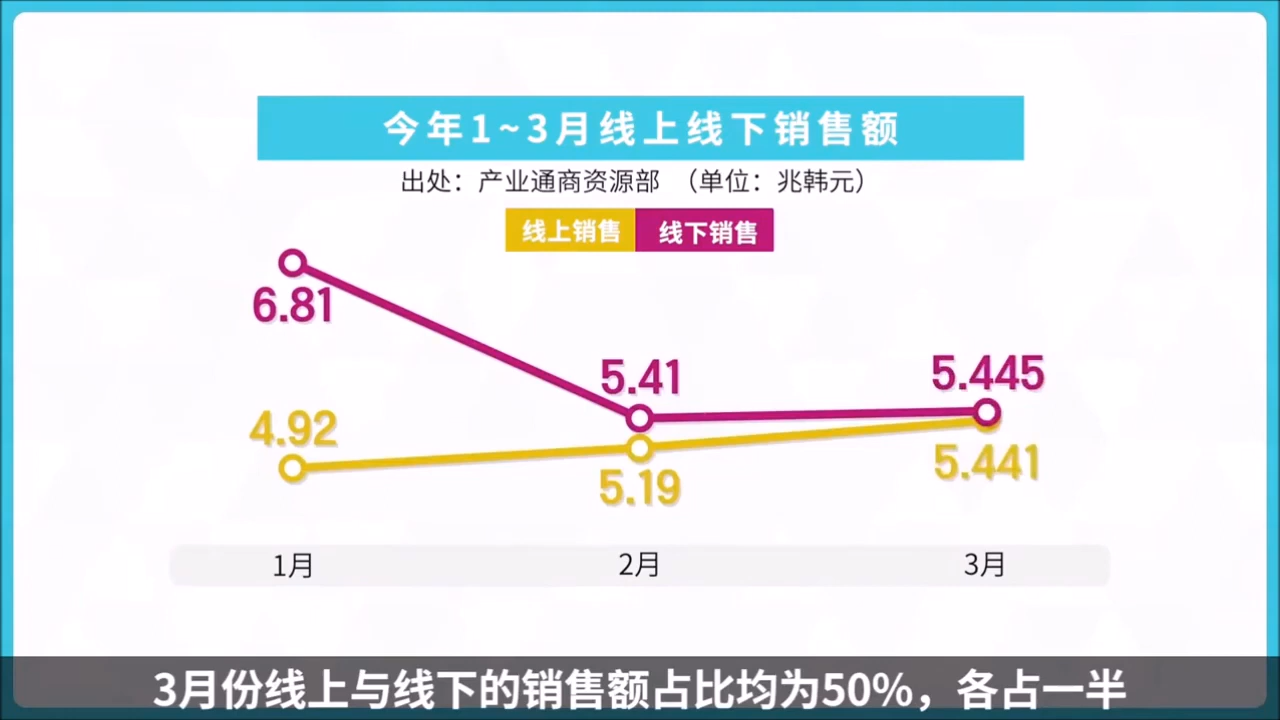 今年1~3月线上线下销售额
出处：产业通商资源部 （单位：兆韩元）
线上销售 线下销售
6.81
5.41
5.445
4.92
5.19
5.441
1月 2月 3月
3月份线上与线下的销售额占比均为50%，各占一半